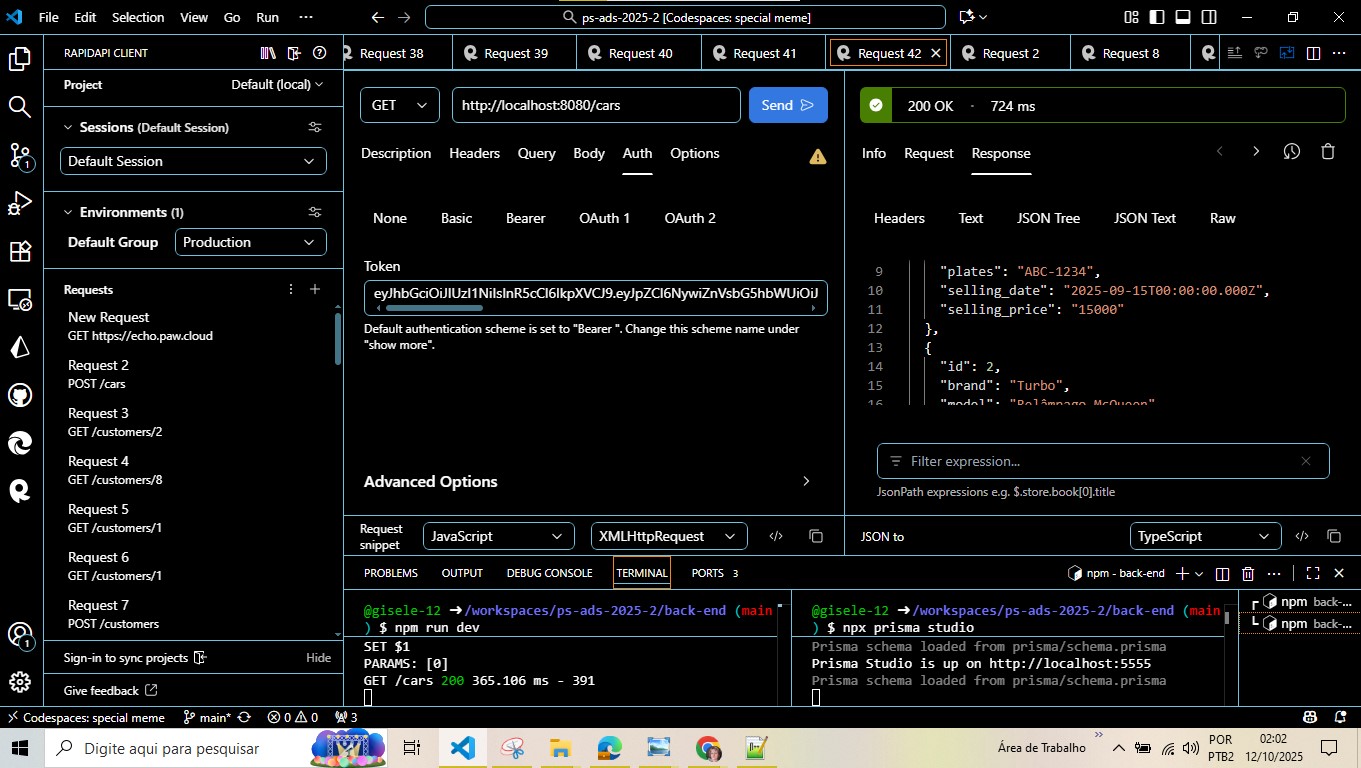 File Edit Selection View Go Run ··· ps-ads-2025-2 [Codespaces: special meme]
RAPIDAPI CLIENT
Request 38 Request 39 Request 40 Request 41 Request 42 Request 2 Request 8
Project Default (local)
Sessions (Default Session)
Default Session
Environments (1)
Default Group Production
Requests
New Request
GET https://echo.paw.cloud
Request 2
POST /cars
Request 3
GET /customers/2
Request 4
GET /customers/8
Request 5
GET /customers/1
Request 6
GET /customers/1
Request 7
POST /customers
Sign-in to sync projects Hide
Give feedback
GET http://localhost:8080/cars Send
Description Headers Query Body Auth Options
None Basic Bearer OAuth 1 OAuth 2
Token
Default authentication scheme is set to "Bearer ". Change this scheme name under
"show more".
Advanced Options
Request
snippet JavaScript XMLHttpRequest
200 OK · 724 ms
Info Request Response
Headers Text JSON Tree JSON Text Raw
9 "plates": "ABC-1234",
10 "selling_date": "2025-09-15T00:00:00.000Z",
11 "selling_price": "15000"
12 },
13 {
14 "id": 2,
15 "brand": "Turbo",
16 "model": "Relâmpago McQueen"
Filter expression...
JsonPath expressions e.g. $.store.book[0].title
JSON to TypeScript
PROBLEMS OUTPUT DEBUG CONSOLE TERMINAL PORTS 3 npm - back-end
@gisele-12 ➜/workspaces/ps-ads-2025-2/back-end (main
) $ npm run dev
SET $1
PARAMS: [0]
GET /cars 200 365.106 ms - 391
@gisele-12 ➜/workspaces/ps-ads-2025-2/back-end (main
) $ npx prisma studio
Prisma schema loaded from prisma/schema.prisma
Prisma Studio is up on http://localhost:5555
Prisma schema loaded from prisma/schema.prisma
npm back-...
npm back-...
1
1
Codespaces: special meme main* 0 0 3
Digite aqui para pesquisar
Área de Trabalho
POR
PTB2
02:02
12/10/2025